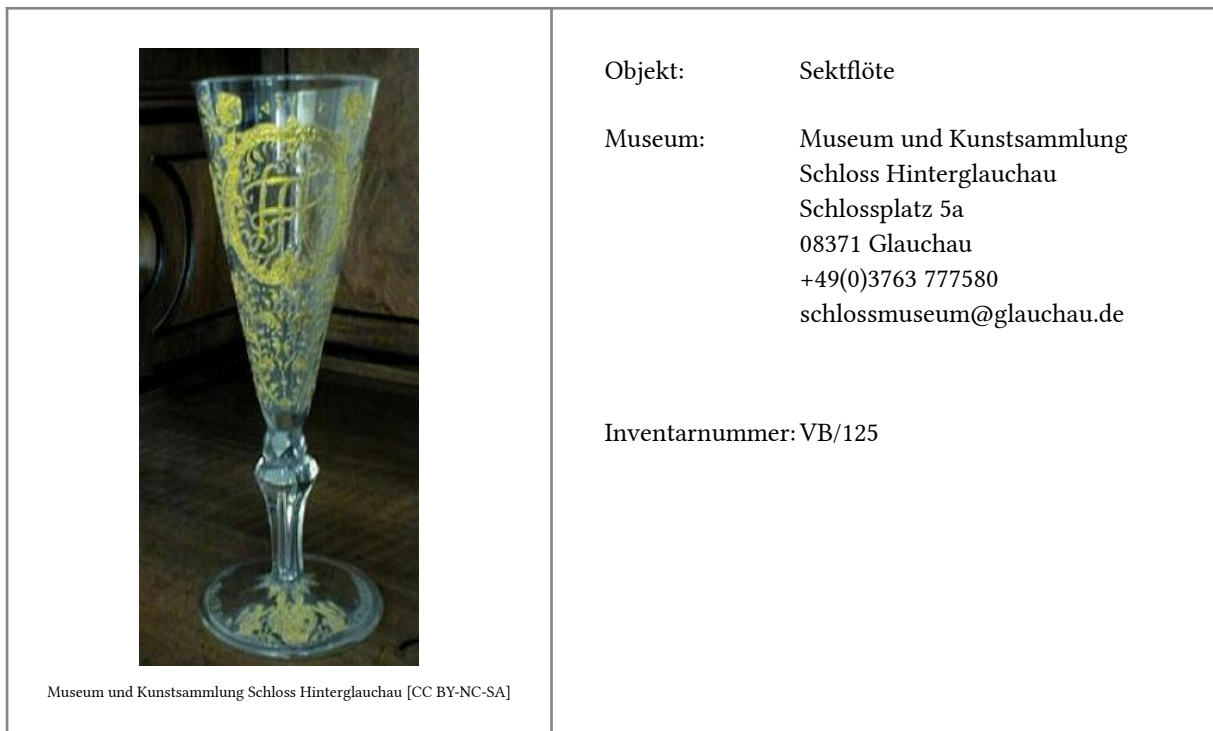 Museum und Kunstsammlung Schloss Hinterglauchau [CC BY-NC-SA]
Objekt: Sektflöte
Museum: Museum und Kunstsammlung
Schloss Hinterglauchau
Schlossplatz 5a
08371 Glauchau
+49(0)3763 777580
schlossmuseum@glauchau.de
Inventarnummer: VB/125